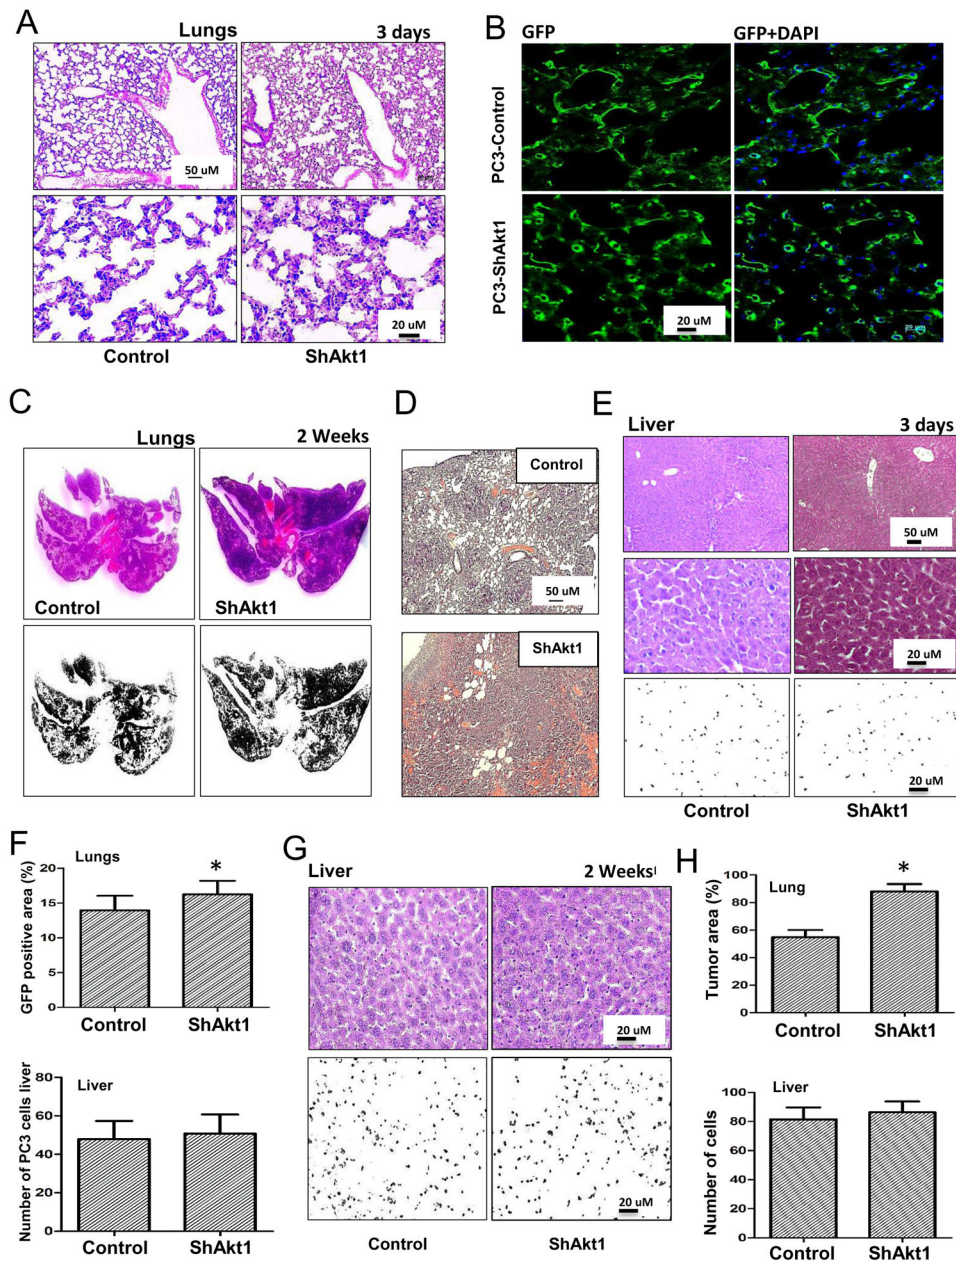 A
Lungs 3 days
50 uM
20 uM
Control ShAkt1
B
GFP GFP+DAPI
PC3-Control
PC3-ShAkt1
20 uM
20 µm
C
Lungs 2 Weeks
Control ShAkt1
D
Control
50 uM
ShAkt1
E
Liver 3 days
50 uM
20 uM
20 uM
Control ShAkt1
F
Lungs
*
GFP positive area (%)
20
15
10
5
0
Control ShAkt1
Liver
Number of PC3 cells liver
80
60
40
20
0
Control ShAkt1
G
Liver 2 Weeks
20 uM
20 uM
Control ShAkt1
H
Lung
*
Tumor area (%)
100
80
60
40
20
0
Control ShAkt1
Liver
Number of cells
100
80
60
40
20
0
Control ShAkt1